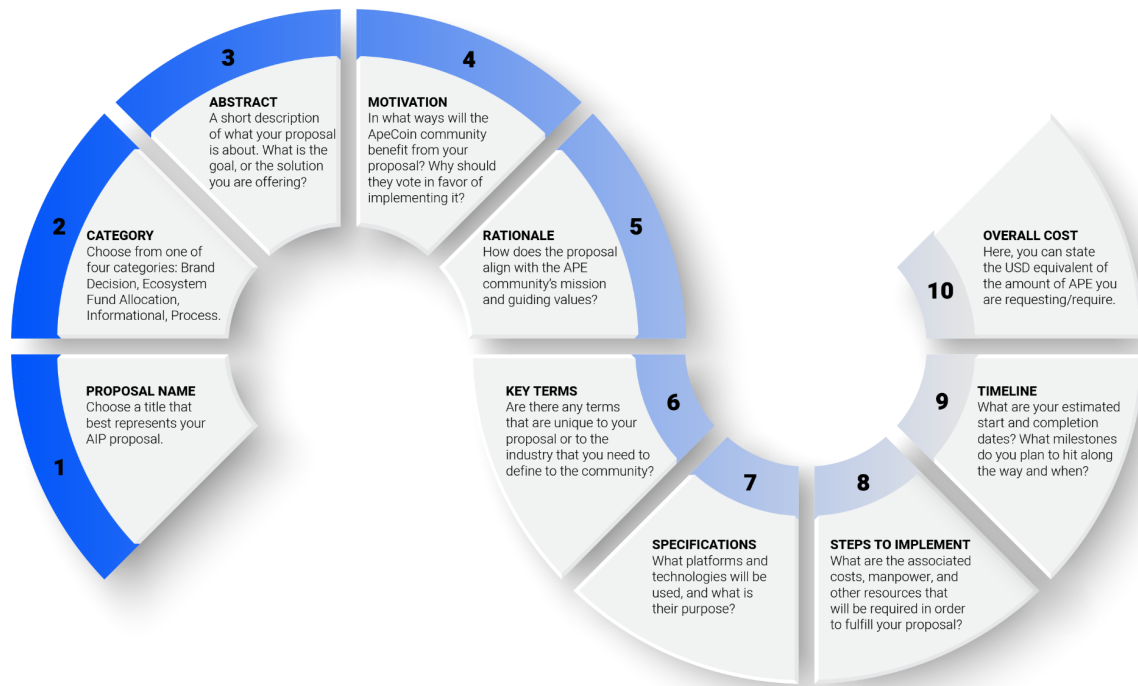 1
PROPOSAL NAME
Choose a title that
best represents your
AIP proposal.
2
CATEGORY
Choose from one of
four categories: Brand
Decision, Ecosystem
Fund Allocation,
Informational, Process.
3
ABSTRACT
A short description
of what your proposal
is about. What is the
goal, or the solution
you are offering?
4
MOTIVATION
In what ways will the
ApeCoin community
benefit from your
proposal? Why should
they vote in favor of
implementing it?
5
RATIONALE
How does the proposal
align with the APE
community's mission
and guiding values?
6
KEY TERMS
Are there any terms
that are unique to your
proposal or to the
industry that you need to
define to the community?
7
SPECIFICATIONS
What platforms and
technologies will be
used, and what is
their purpose?
8
STEPS TO IMPLEMENT
What are the associated
costs, manpower, and
other resources that
will be required in order
to fulfill your proposal?
9
TIMELINE
What are your estimated
start and completion
dates? What milestones
do you plan to hit along
the way and when?
10
OVERALL COST
Here, you can state
the USD equivalent of
the amount of APE you
are requesting/require.